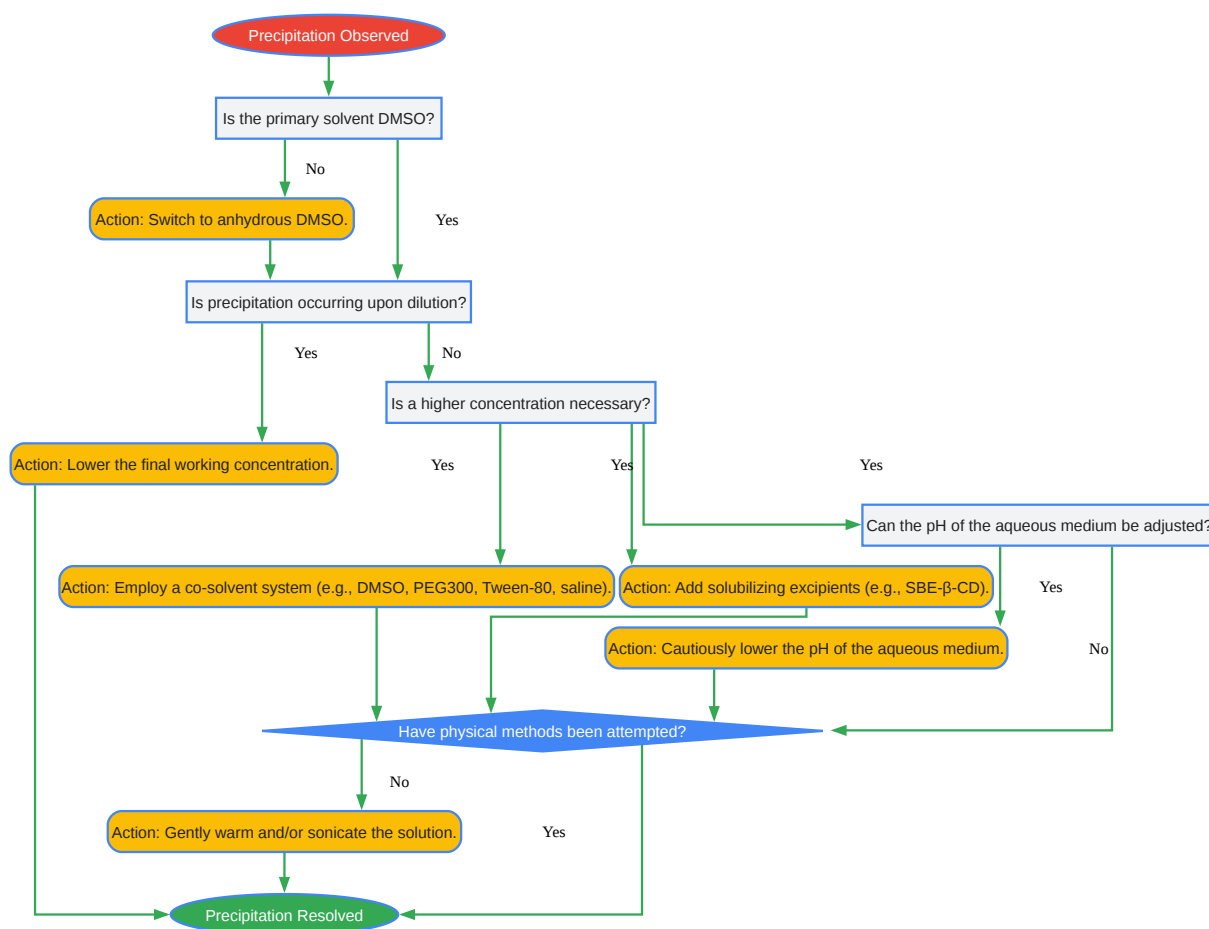 Precipitation Observed
Is the primary solvent DMSO?
No
Action: Switch to anhydrous DMSO.
Yes
Is precipitation occurring upon dilution?
Yes
No
Is a higher concentration necessary?
Action: Lower the final working concentration.
Yes
Yes
Yes
Can the pH of the aqueous medium be adjusted?
Action: Employ a co-solvent system (e.g., DMSO, PEG300, Tween-80, saline).
Action: Add solubilizing excipients (e.g., SBE-β-CD).
Yes
Action: Cautiously lower the pH of the aqueous medium.
No
Have physical methods been attempted?
No
Action: Gently warm and/or sonicate the solution.
Yes
Precipitation Resolved